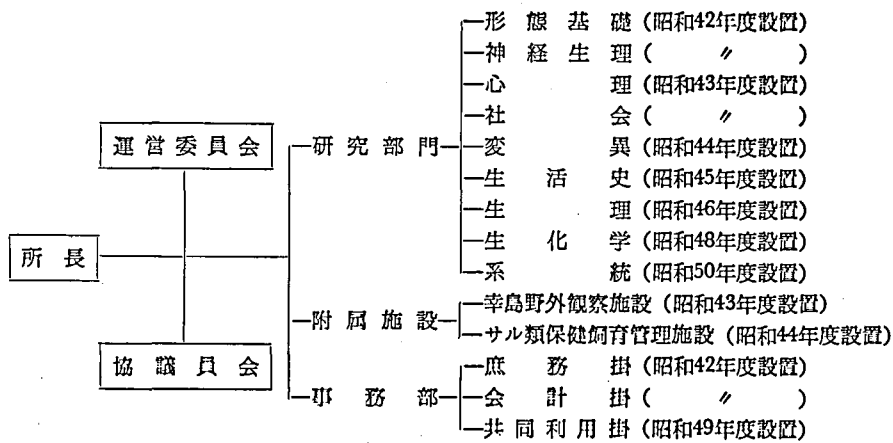 形態基礎(昭和42年度設置)
神経生理(〃)
心理(昭和43年度設置)
社会(〃)
運営委員会
研究部門
変異(昭和44年度設置)
生活史(昭和45年度設置)
生理(昭和46年度設置)
生化学(昭和48年度設置)
所長
系統(昭和50年度設置)
幸島野外観察施設(昭和43年度設置)
附属施設
サル類保健飼育管理施設(昭和44年度設置)
協議員会
庶務掛(昭和42年度設置)
事務部
会計掛(〃)
共同利用掛(昭和49年度設置)